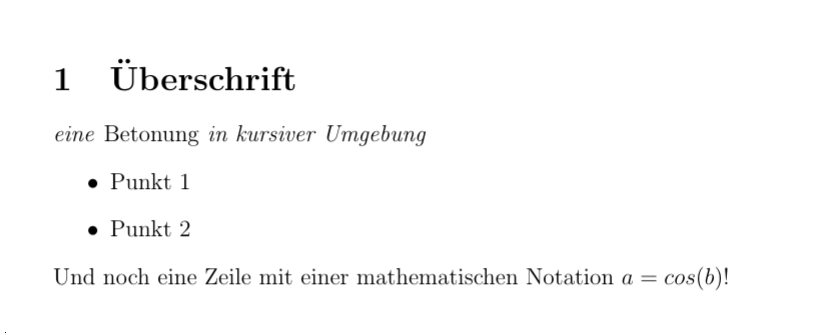 1 Überschrift
eine Betonung in kursiver Umgebung
• Punkt 1
• Punkt 2
Und noch eine Zeile mit einer mathematischen Notation a = cos(b)!